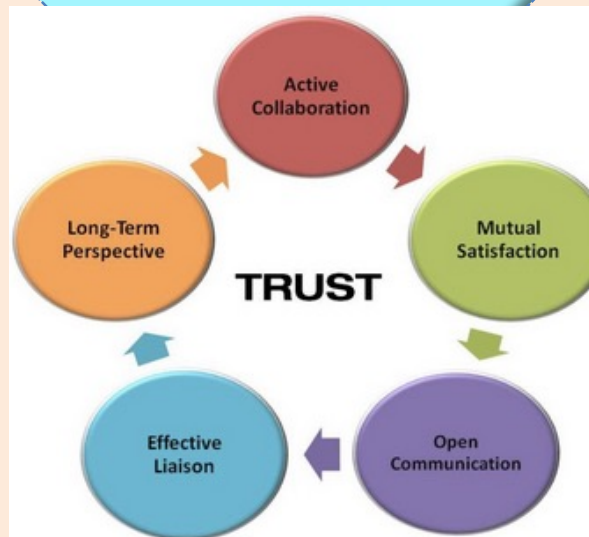 Active
Collaboration
Long-Term
Perspective
Mutual
Satisfaction
TRUST
Effective
Liaison
Open
Communication